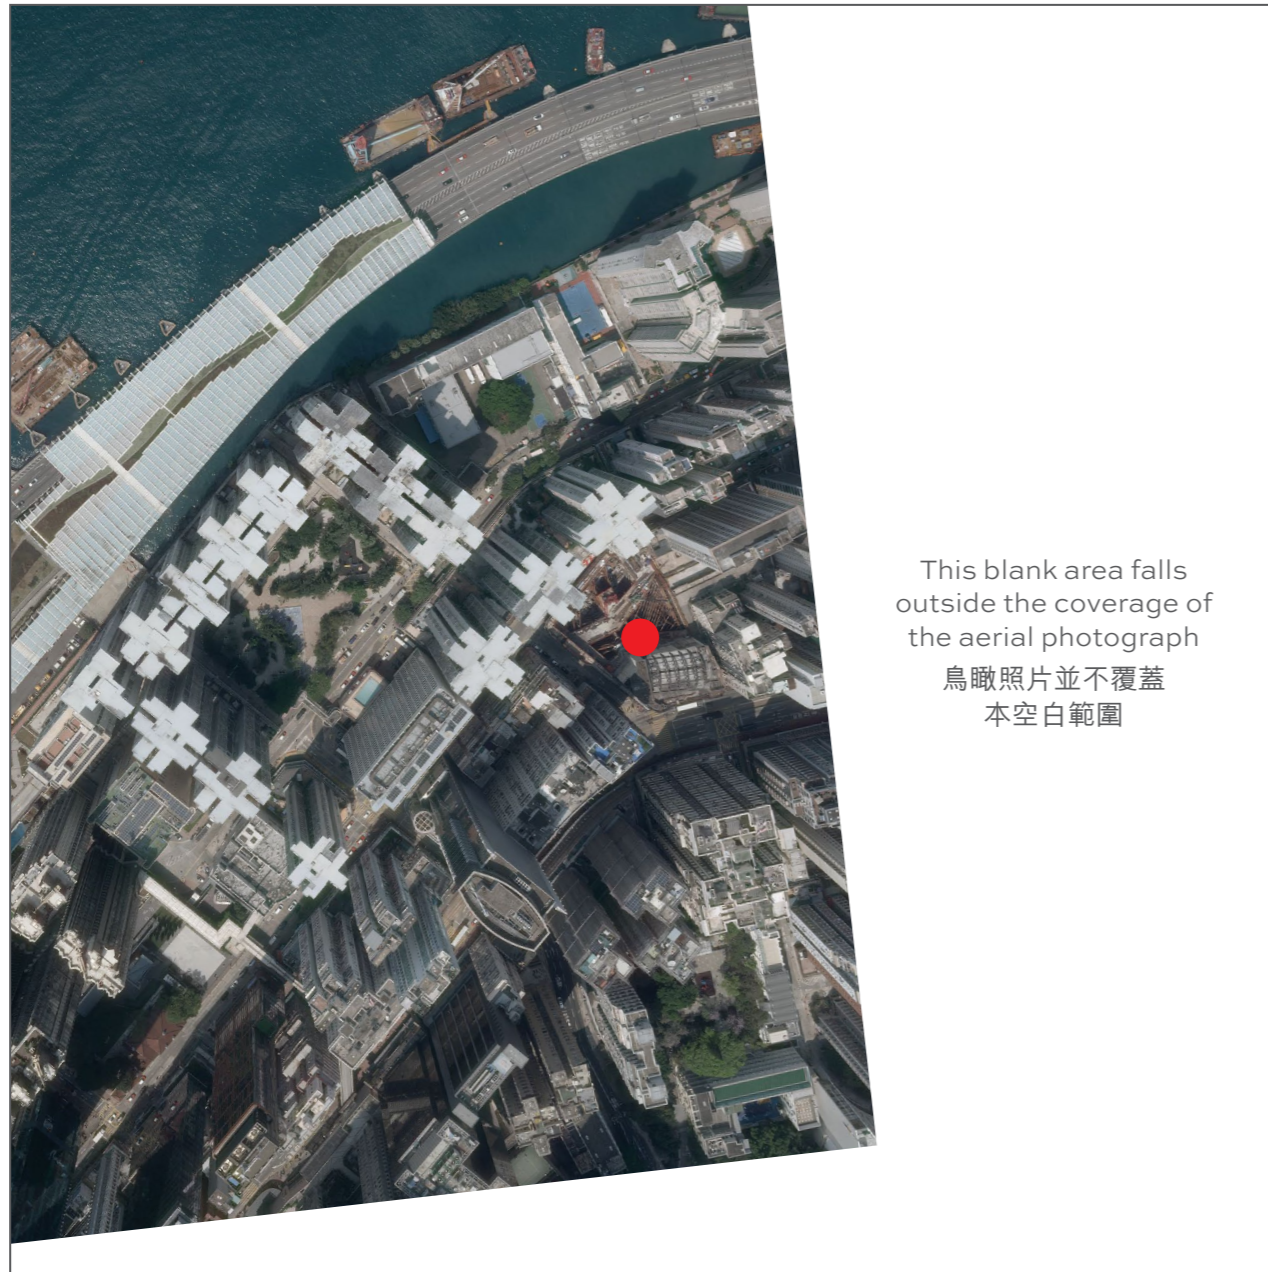 This blank area falls
outside the coverage of
the aerial photograph
鳥瞰照片並不覆蓋
本空白範圍